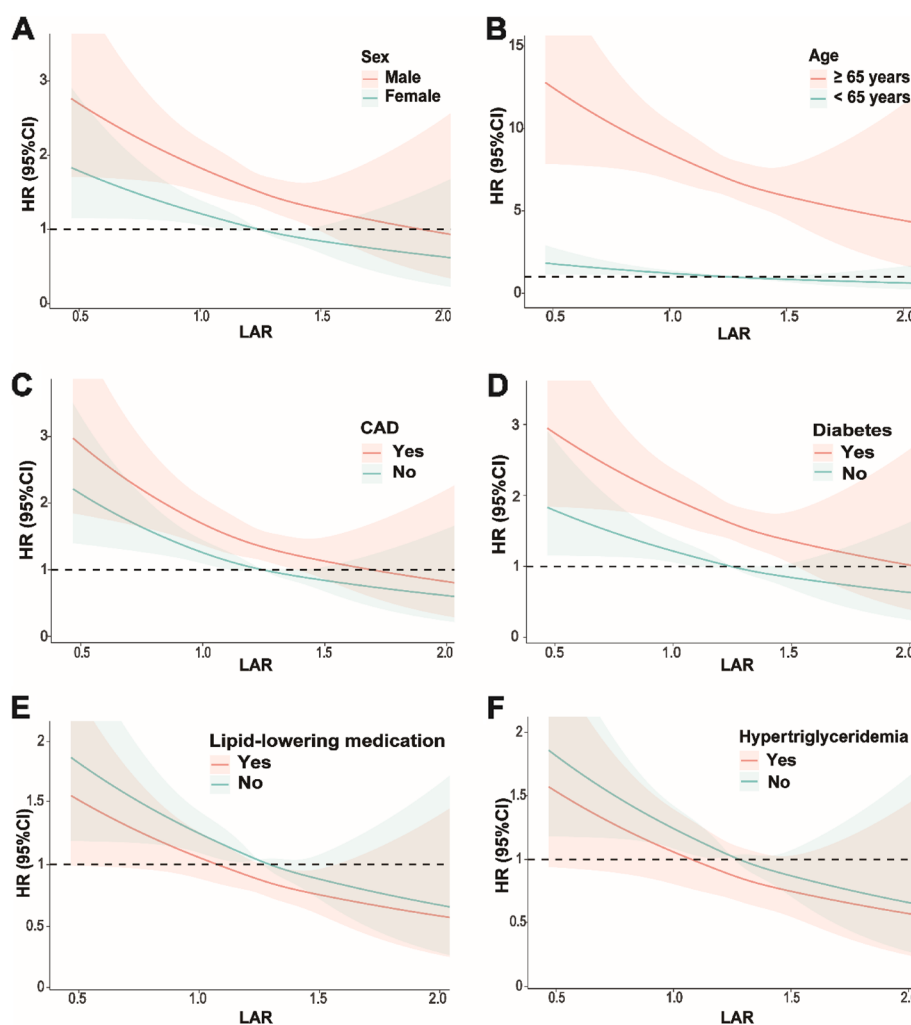 A
Sex
Male
Female
HR (95%CI)
3
2
1
0
0.5 1.0 1.5 2.0
LAR
B
Age
≥ 65 years
< 65 years
HR (95%CI)
15
10
5
0
0.5 1.0 1.5 2.0
LAR
C
CAD
Yes
No
HR (95%CI)
3
2
1
0
0.5 1.0 1.5 2.0
LAR
D
Diabetes
Yes
No
HR (95%CI)
3
2
1
0
0.5 1.0 1.5 2.0
LAR
E
Lipid-lowering medication
Yes
No
HR (95%CI)
2
1.5
1
0.5
0
0.5 1.0 1.5 2.0
LAR
F
Hypertriglyceridemia
Yes
No
HR (95%CI)
2
1.5
1
0.5
0
0.5 1.0 1.5 2.0
LAR